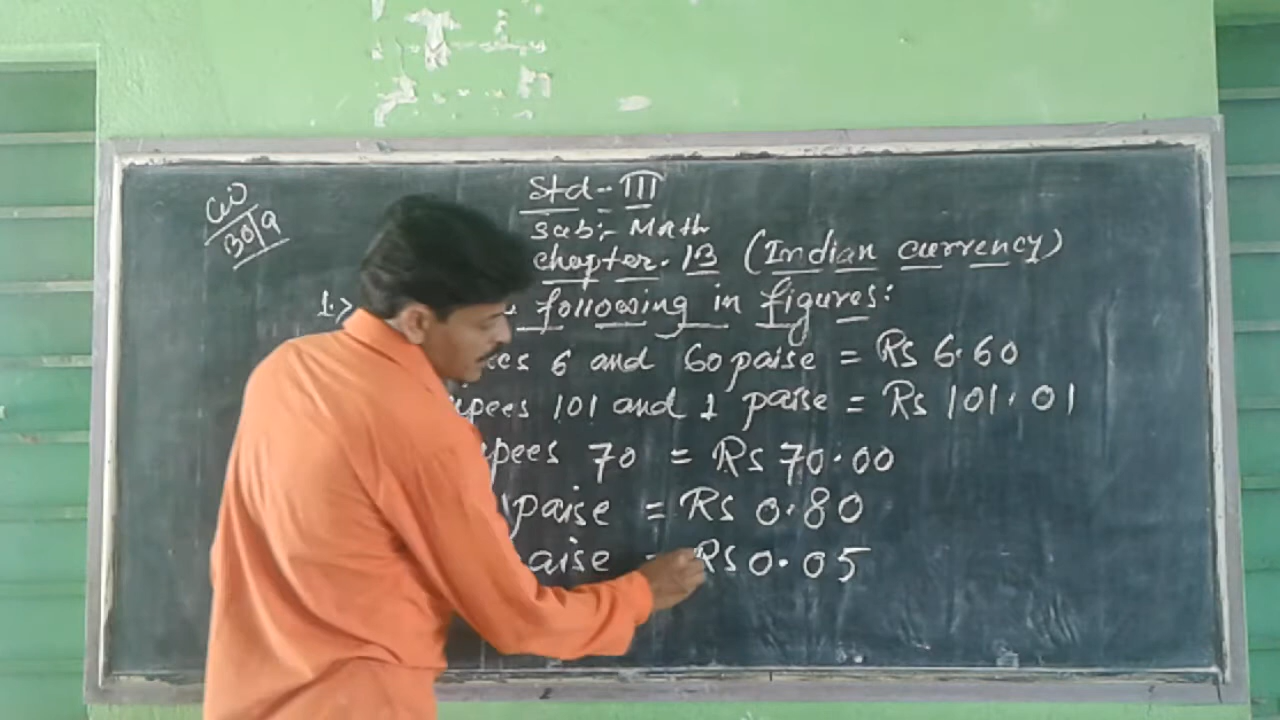 CW
30/9
Std-III
Sub:- Math
chapter. 13 (Indian currency)
1.> following in figures:
6 and 60 paise = Rs 6.60
101 and 1 paise = Rs 101.01
70 = Rs 70.00
paise = Rs 0.80
= Rs 0.05